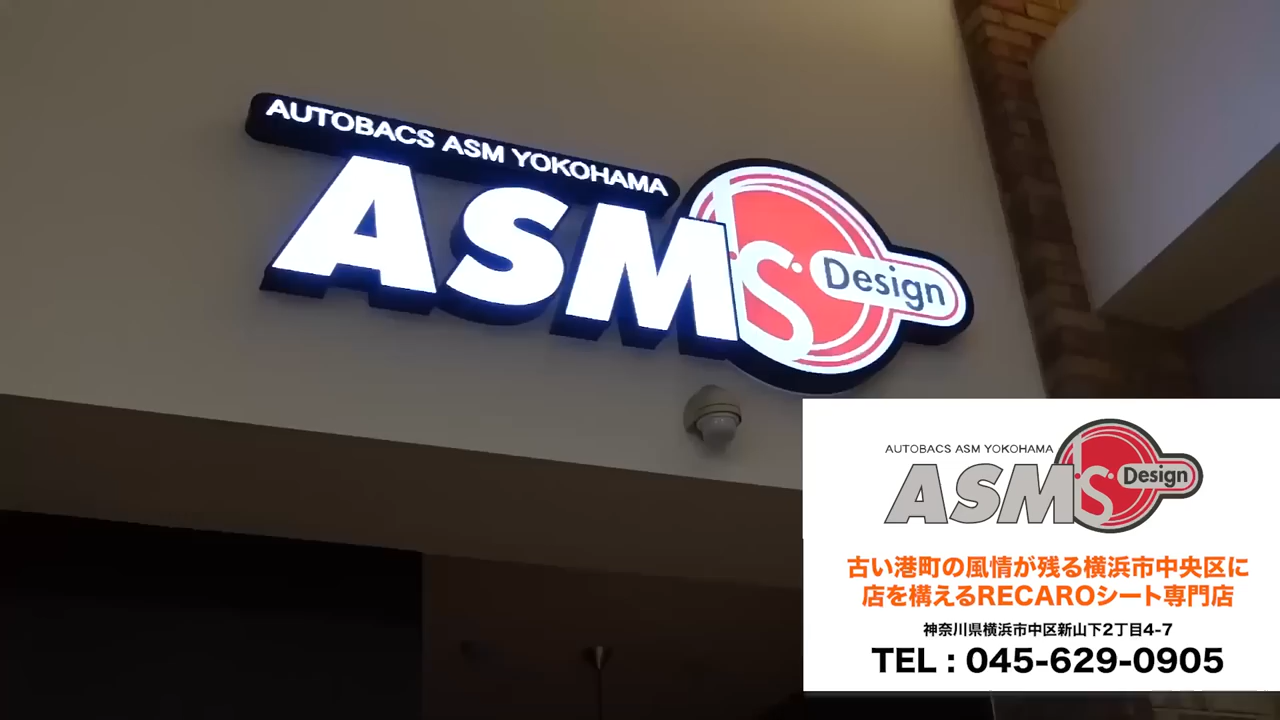 AUTOBACS ASM YOKOHAMA
ASM
I.S. Design
AUTOBACS ASM YOKOHAMA
ASM
I.S. Design
古い港町の風情が残る横浜市中央区に
店を構えるRECAROシート専門店
神奈川県横浜市中区新山下2丁目4-7
TEL : 045-629-0905